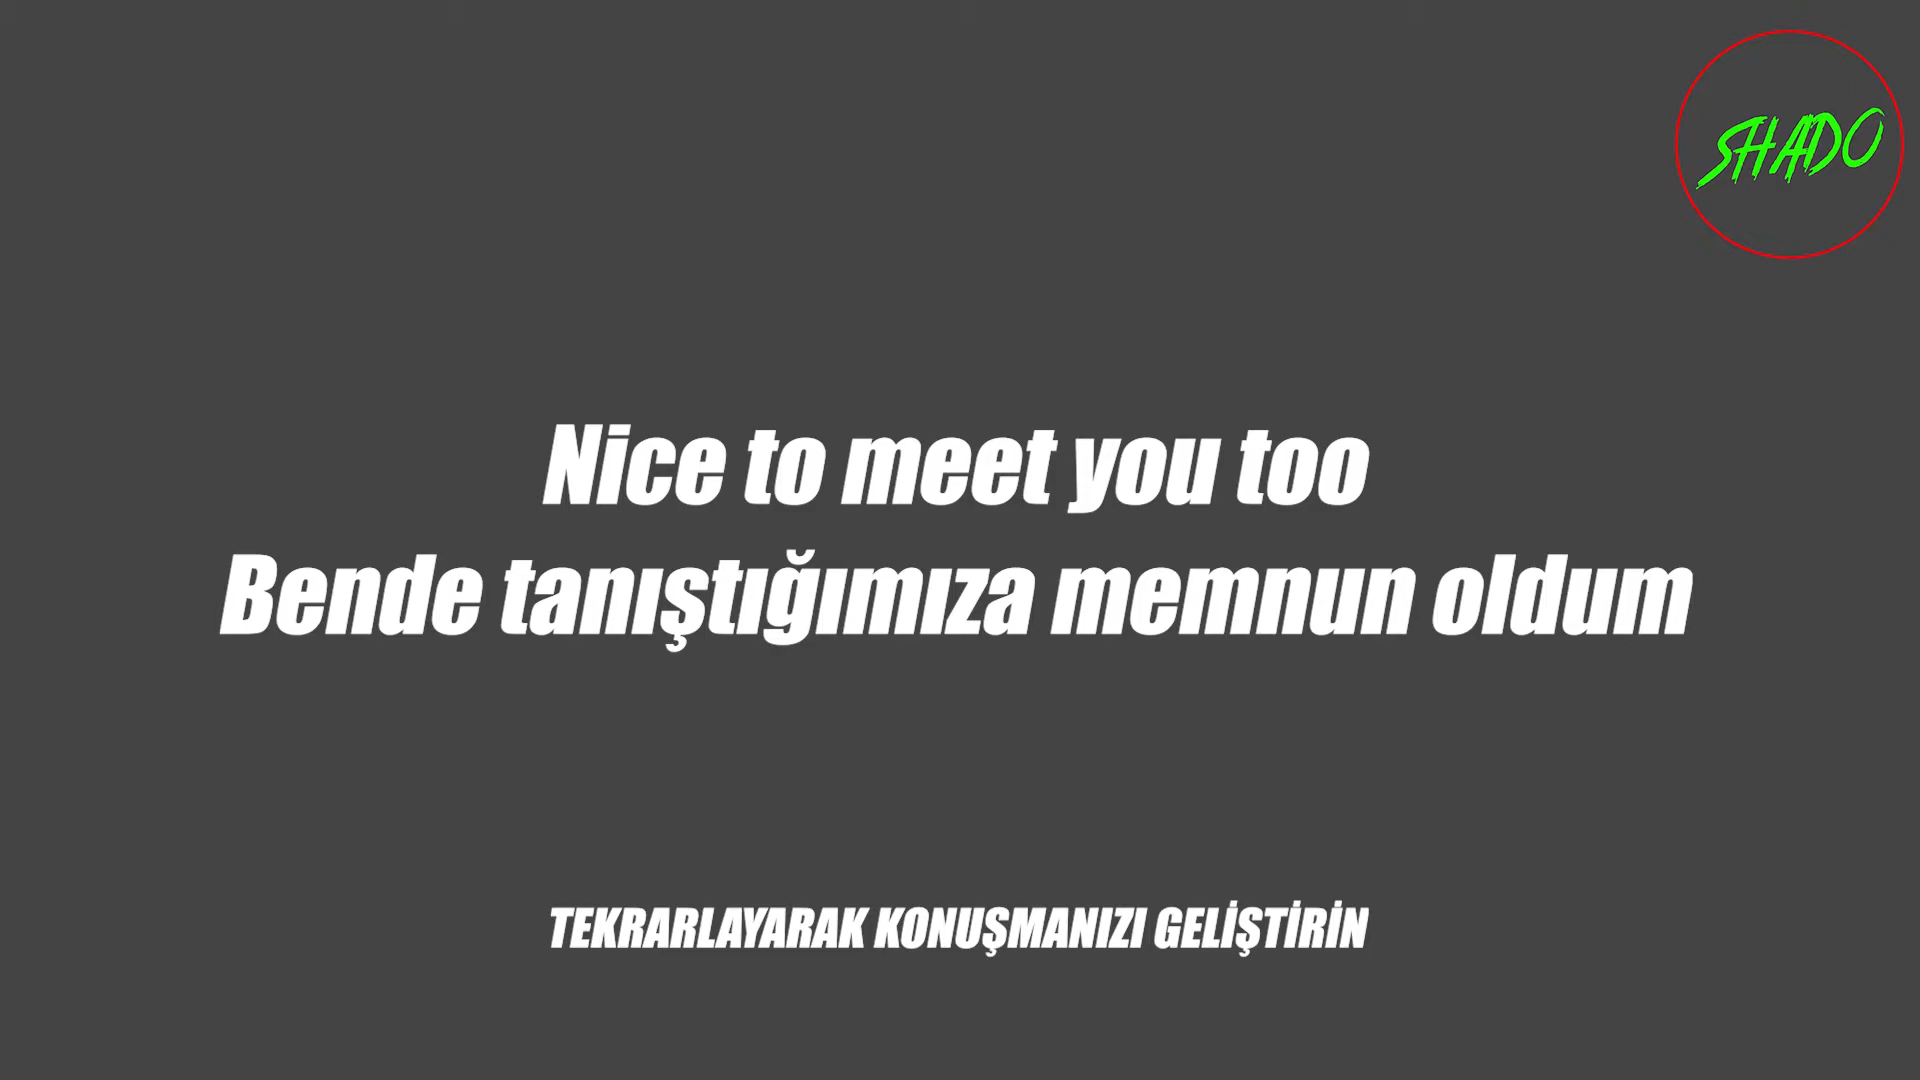 SHADO
Nice to meet you too
Bende tanıştığımıza memnun oldum
TEKRARLAYARAK KONUŞMANIZI GELİŞTİRİN